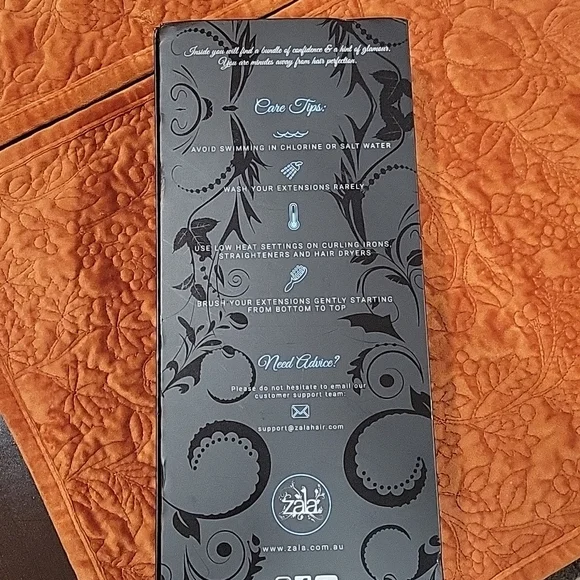 Inside you will find a bundle of confidence & a hint of glamour.
You are minutes away from hair perfection.
Care Tips:
AVOID SWIMMING IN CHLORINE OR SALT WATER
WASH YOUR EXTENSIONS RARELY
USE LOW HEAT SETTINGS ON CURLING IRONS,
STRAIGHTENERS AND HAIR DRYERS
BRUSH YOUR EXTENSIONS GENTLY STARTING
FROM BOTTOM TO TOP
Need Advice?
Please do not hesitate to email our
customer support team:
support@zalahair.com
zala
www.zala.com.au